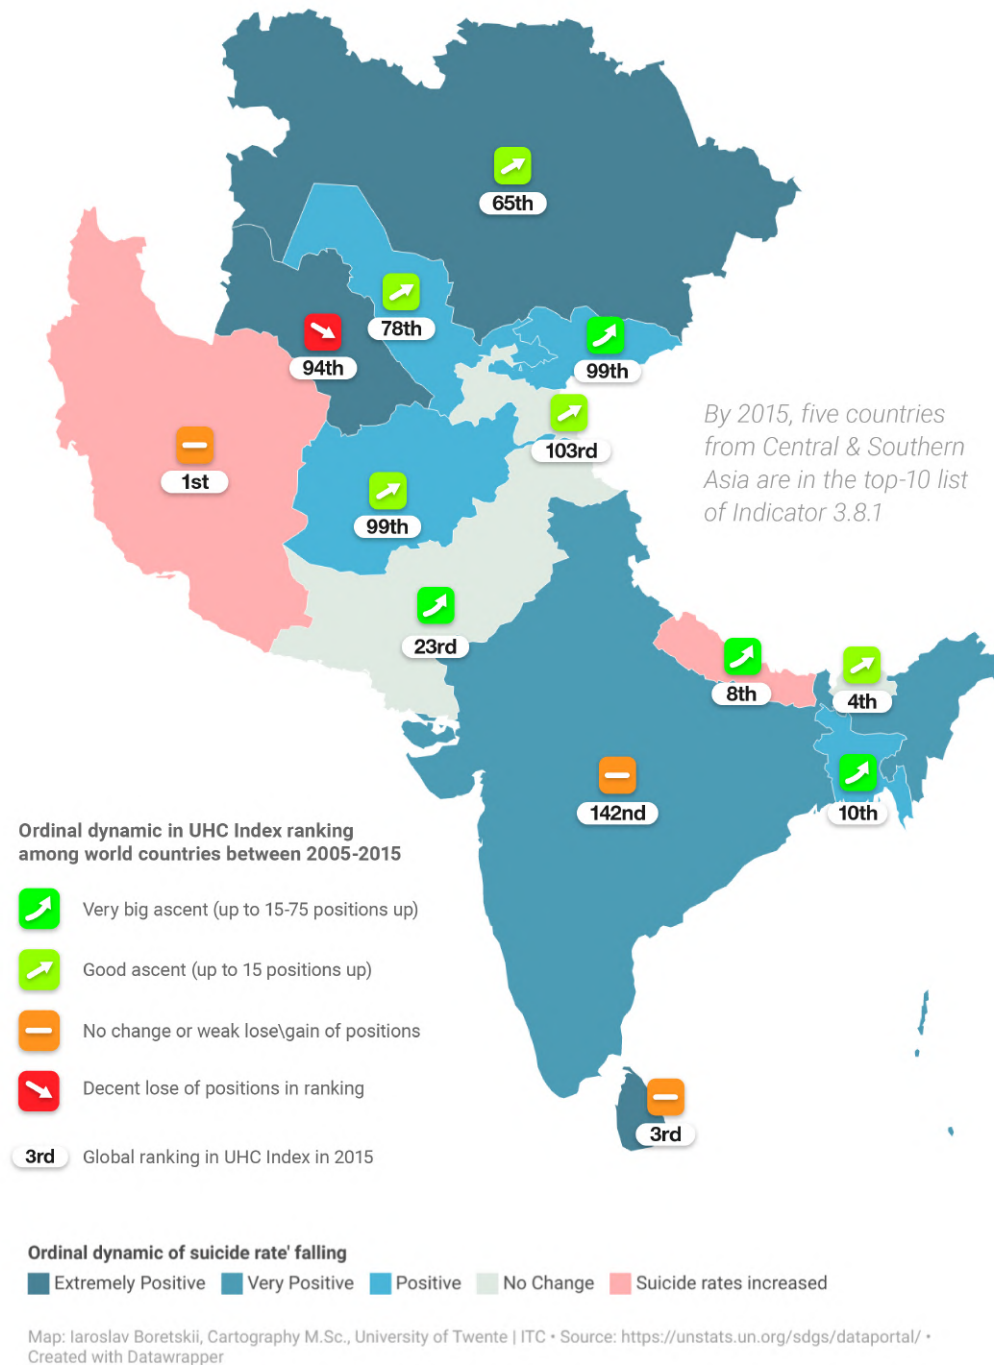 65th
78th
94th
99th
103rd
By 2015, five countries
from Central & Southern
Asia are in the top-10 list
of Indicator 3.8.1
1st
99th
23rd
8th
4th
142nd
10th
Ordinal dynamic in UHC Index ranking
among world countries between 2005-2015
Very big ascent (up to 15-75 positions up)
Good ascent (up to 15 positions up)
No change or weak lose\gain of positions
Decent lose of positions in ranking
3rd
3rd Global ranking in UHC Index in 2015
Ordinal dynamic of suicide rate' falling
Extremely Positive Very Positive Positive No Change Suicide rates increased
Map: Iaroslav Boretskii, Cartography M.Sc., University of Twente | ITC • Source: https://unstats.un.org/sdgs/dataportal/ •
Created with Datawrapper